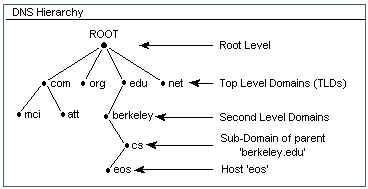 DNS Hierarchy
ROOT
Root Level
com org edu net Top Level Domains (TLDs)
mci att berkeley Second Level Domains
cs Sub-Domain of parent
'berkeley.edu'
eos Host 'eos'